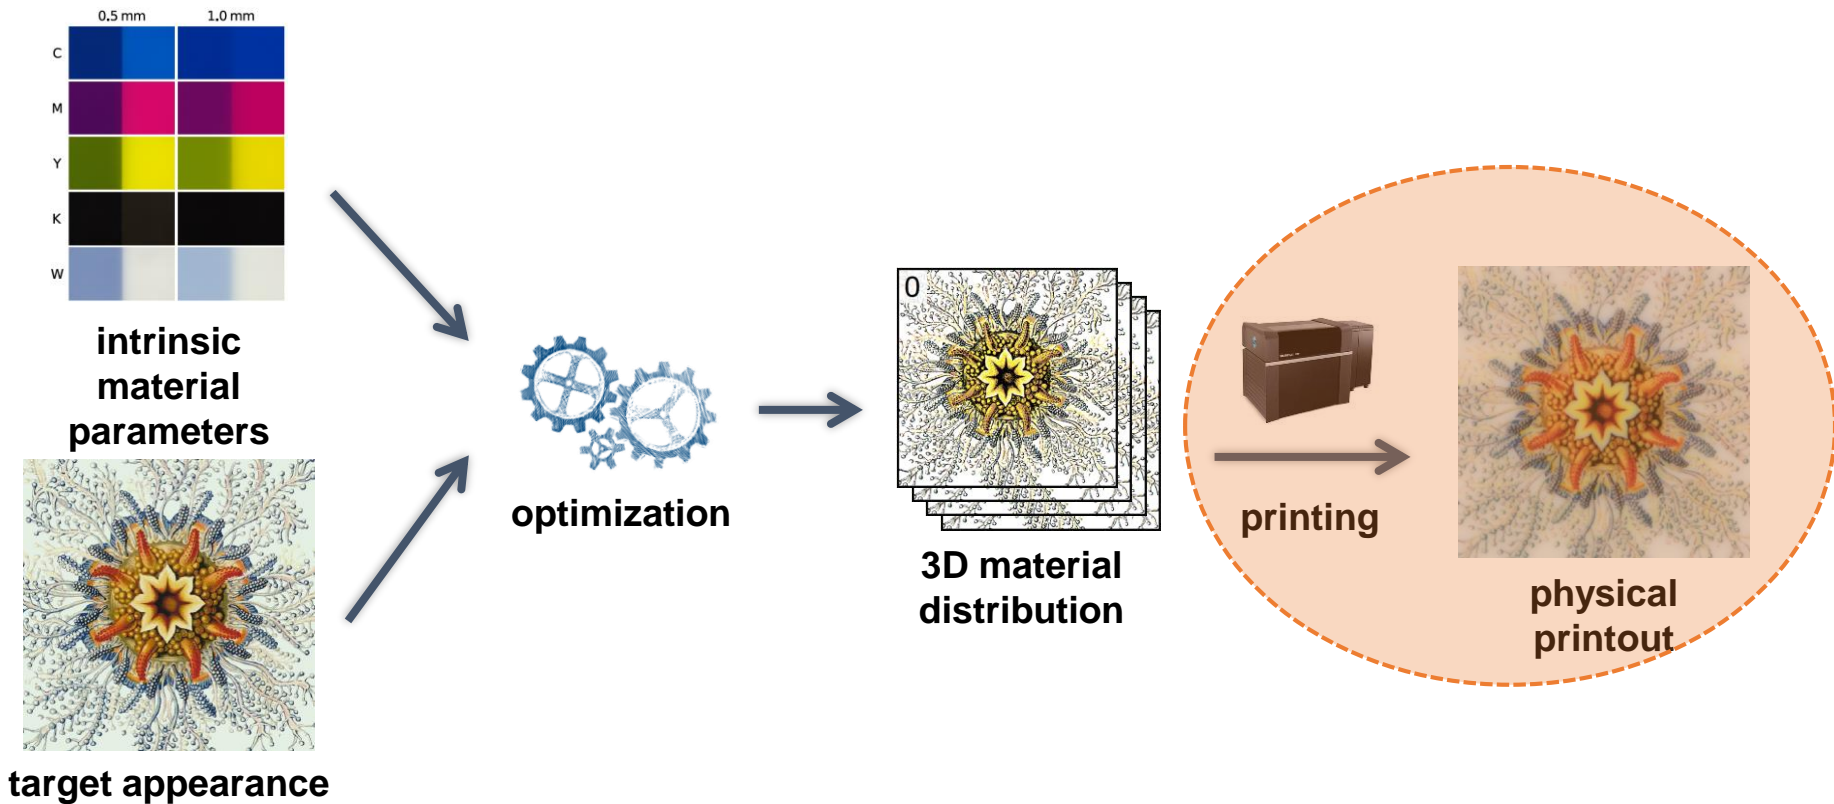 0.5 mm 1.0 mm
C
M
Y
K
W
intrinsic
material
parameters
target appearance
optimization
0
3D material
distribution
printing
physical
printout